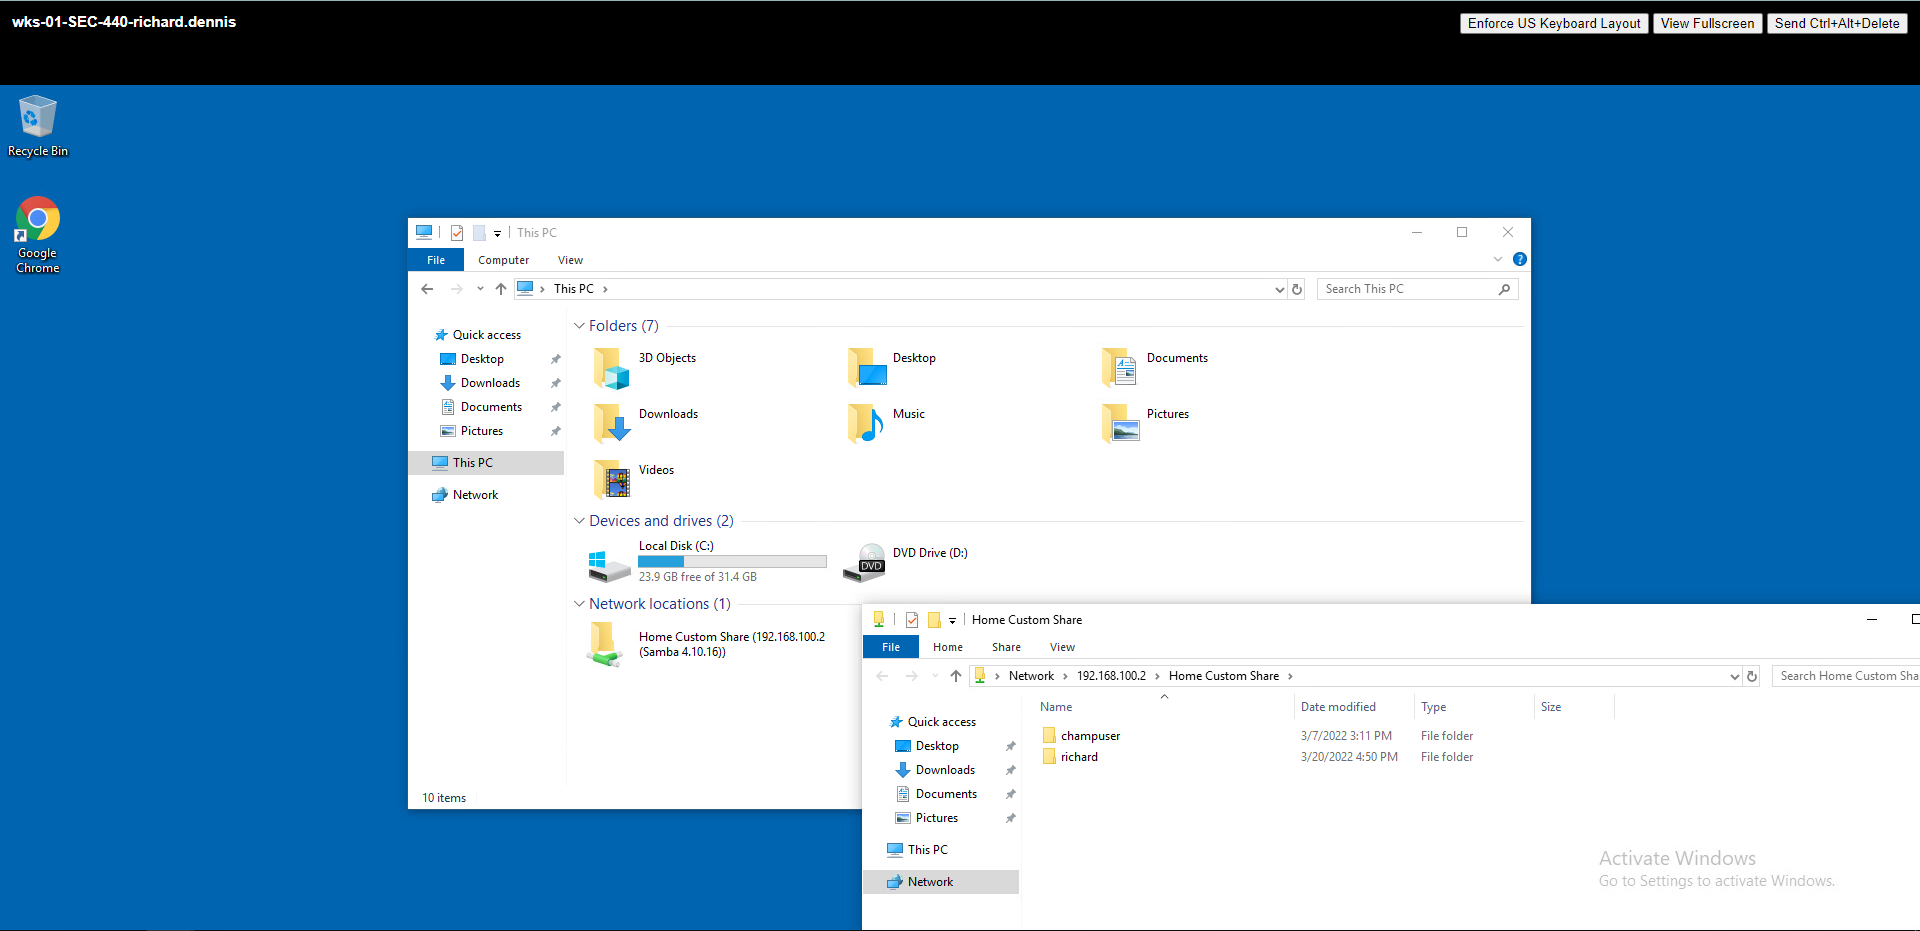 wks-01-SEC-440-richard.dennis
Enforce US Keyboard Layout
View Fullscreen
Send Ctrl+Alt+Delete
Recycle Bin
Google
Chrome
This PC
File
Computer
View
?
This PC
Search This PC
Quick access
Desktop
Downloads
Documents
Pictures
This PC
Network
Folders (7)
3D Objects
Desktop
Documents
Downloads
Music
Pictures
Videos
Devices and drives (2)
Local Disk (C:)
23.9 GB free of 31.4 GB
DVD
DVD Drive (D:)
Network locations (1)
Home Custom Share (192.168.100.2
(Samba 4.10.16))
10 items
Home Custom Share
File
Home
Share
View
Network
192.168.100.2
Home Custom Share
Search Home Custom Sha
Quick access
Desktop
Downloads
Documents
Pictures
This PC
Network
Name
Date modified
Type
Size
champuser
3/7/2022 3:11 PM
File folder
richard
3/20/2022 4:50 PM
File folder
Activate Windows
Go to Settings to activate Windows.